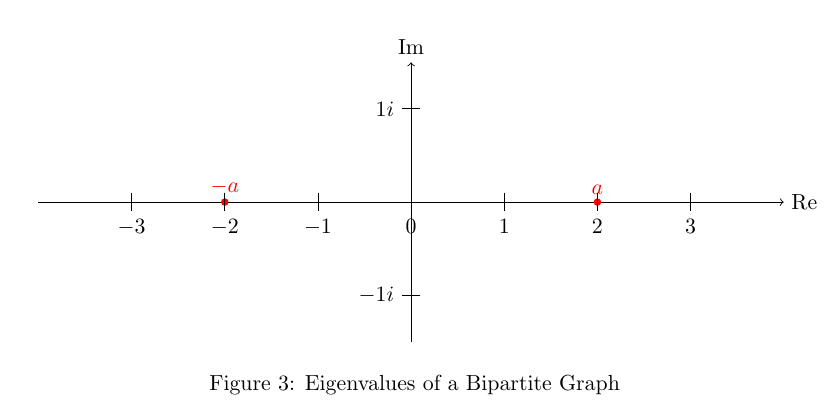 Im
1i
−a
a
Re
−3
−2
−1
0
1
2
3
−1i
Figure 3: Eigenvalues of a Bipartite Graph